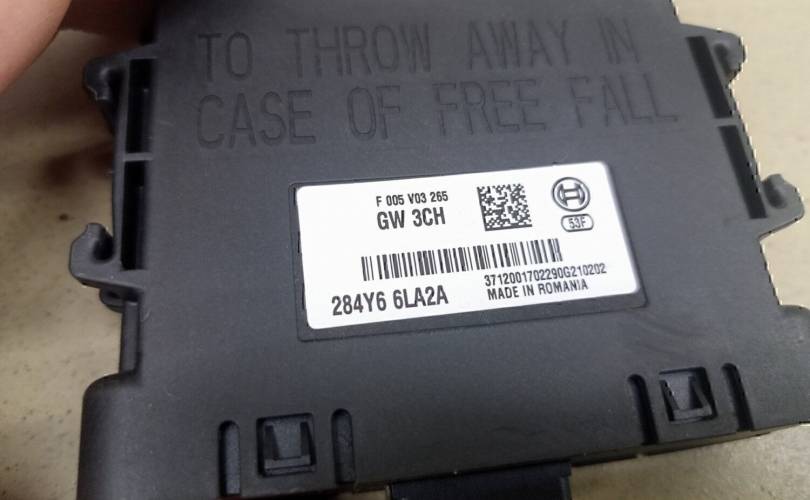 TO THROW AWAY IN
CASE OF FREE FALL
F 005 V03 265
GW 3CH
53F
284Y6 6LA2A
3712001702290G210202
MADE IN ROMANIA